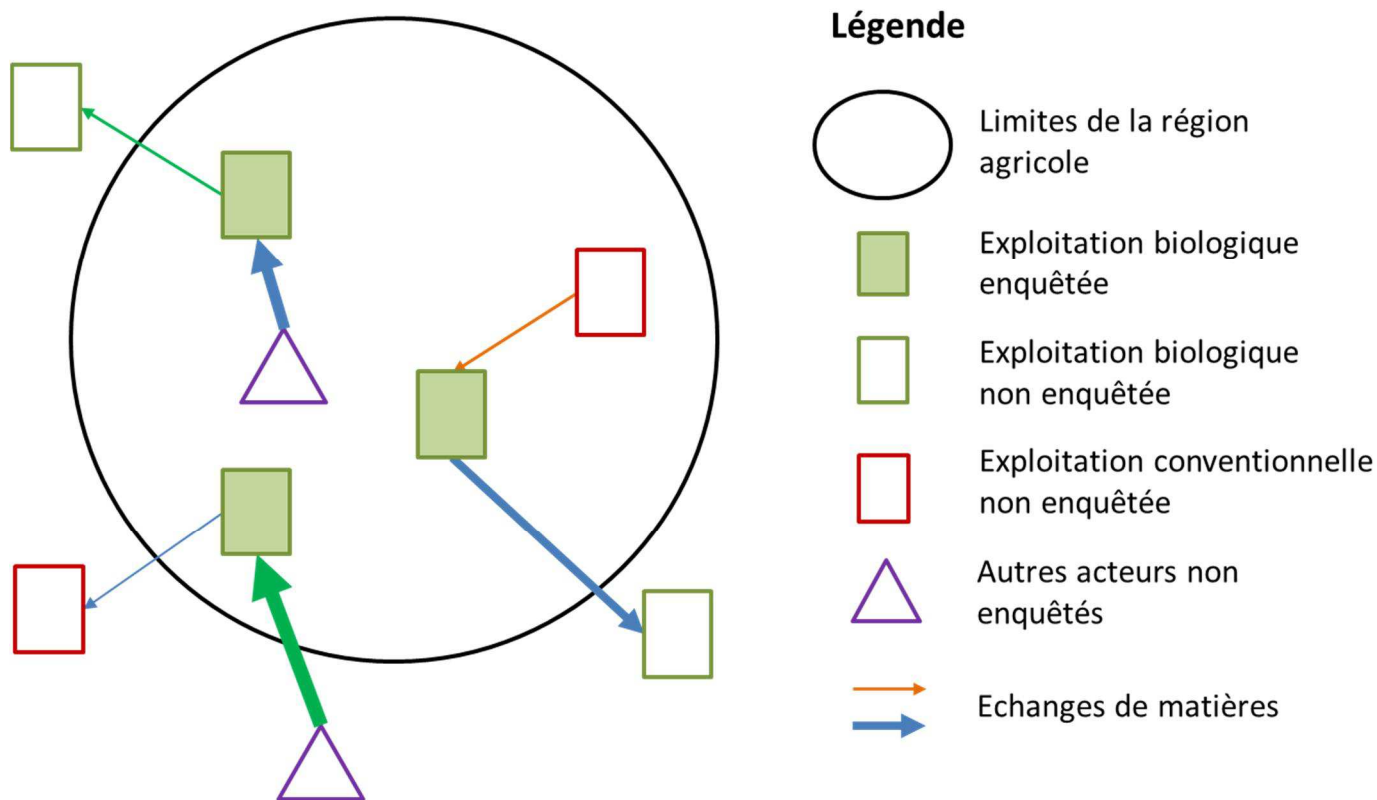 Légende
Limites de la région
agricole
Exploitation biologique
enquêtée
Exploitation biologique
non enquêtée
Exploitation conventionnelle
non enquêtée
Autres acteurs non
enquêtés
Echanges de matières